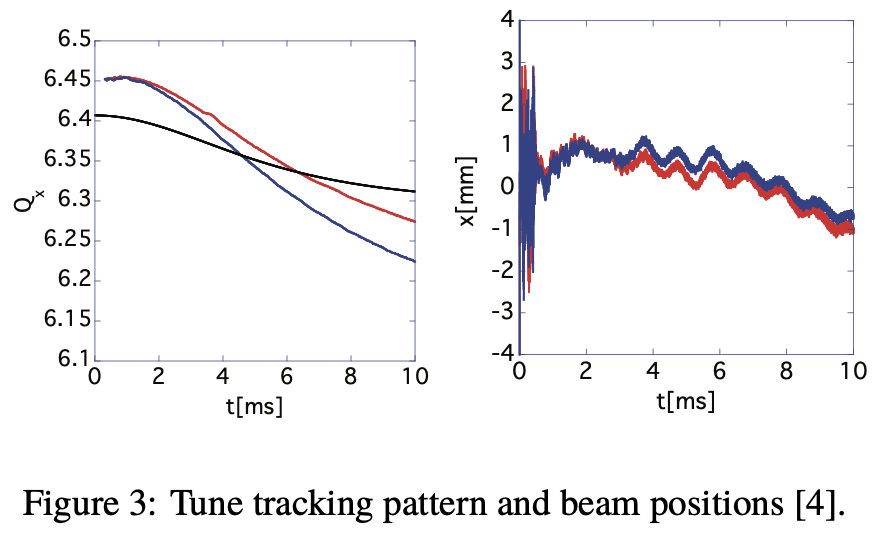 6.5
6.45
6.4
6.35
6.3
6.25
6.2
6.15
6.1
Qx
0 2 4 6 8 10
t[ms]
4
3
2
1
0
-1
-2
-3
-4
x[mm]
0 2 4 6 8 10
t[ms]
Figure 3: Tune tracking pattern and beam positions [4].